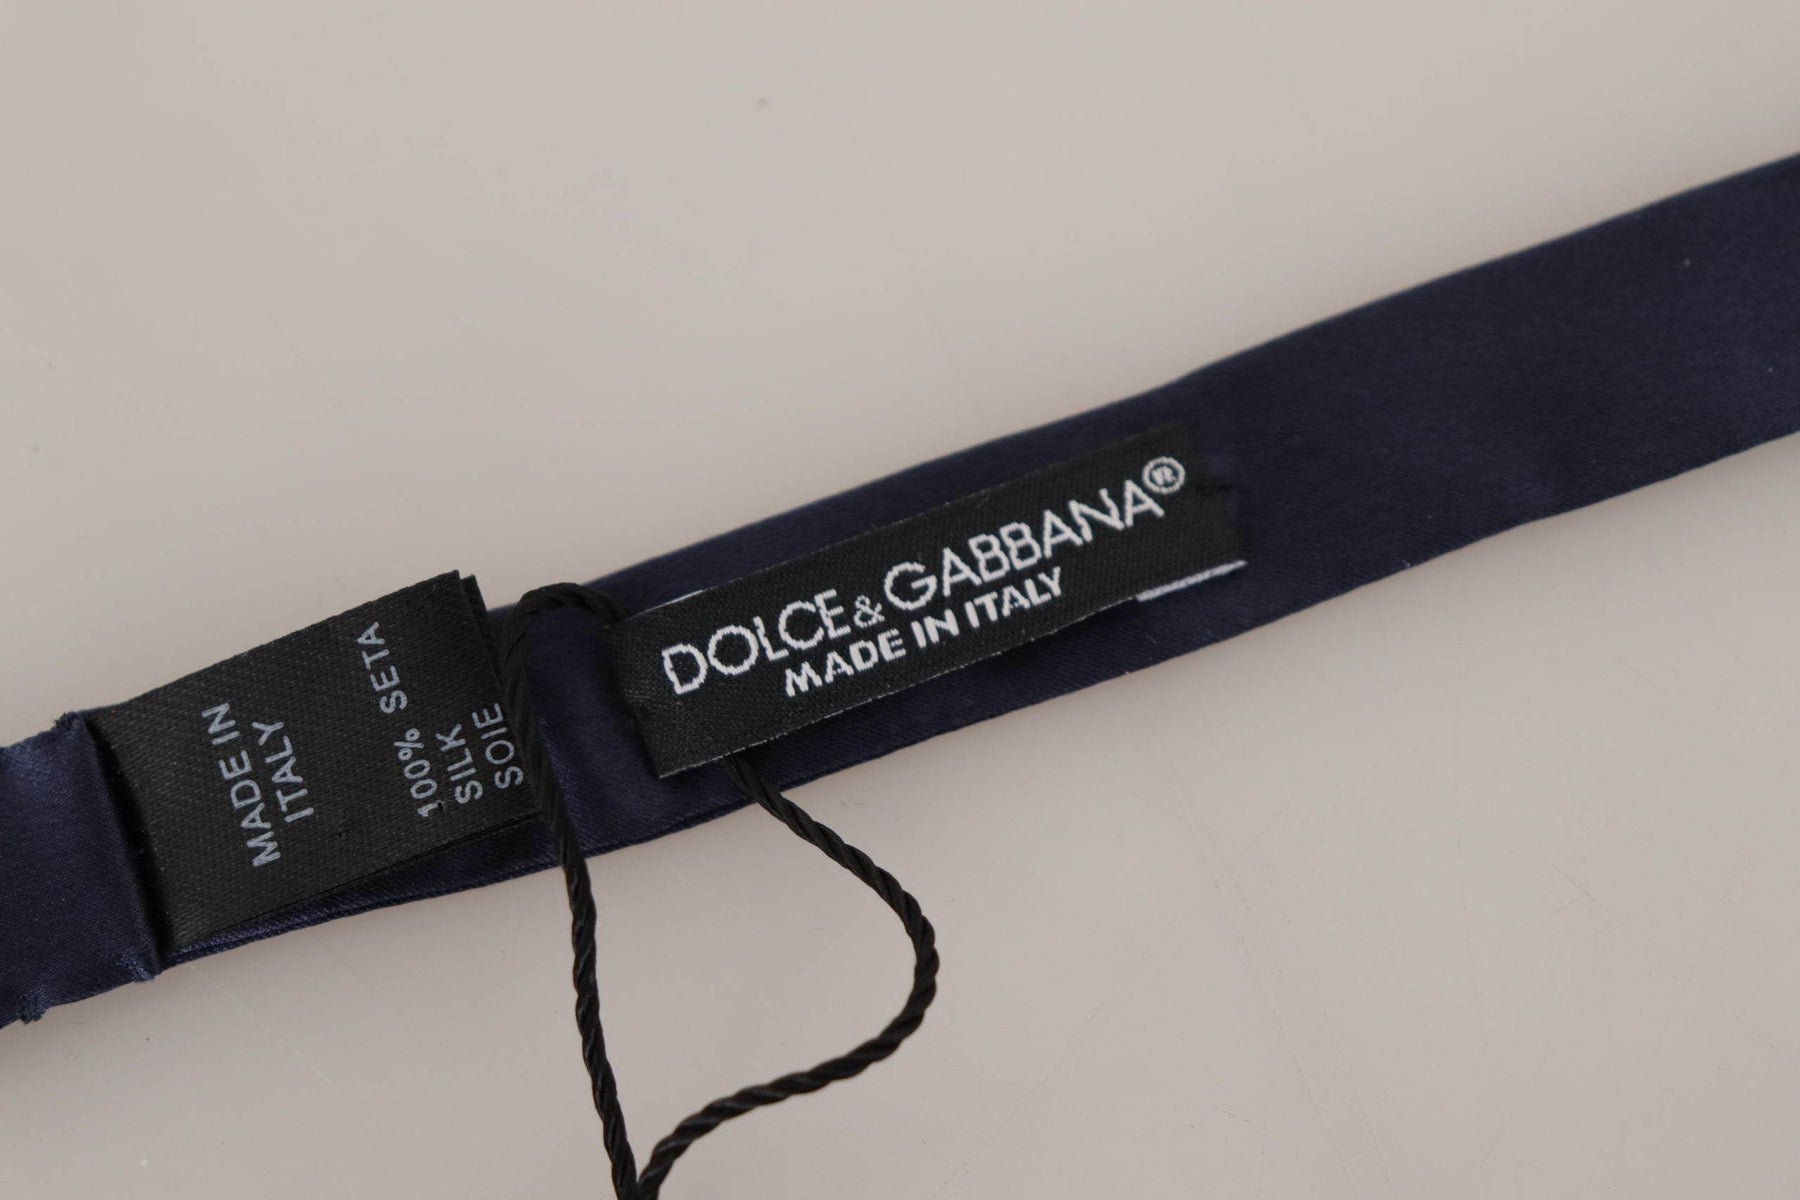 DOLCE & GABBANA®
MADE IN ITALY
MADE IN
ITALY
100% SETA
SILK
SOIE